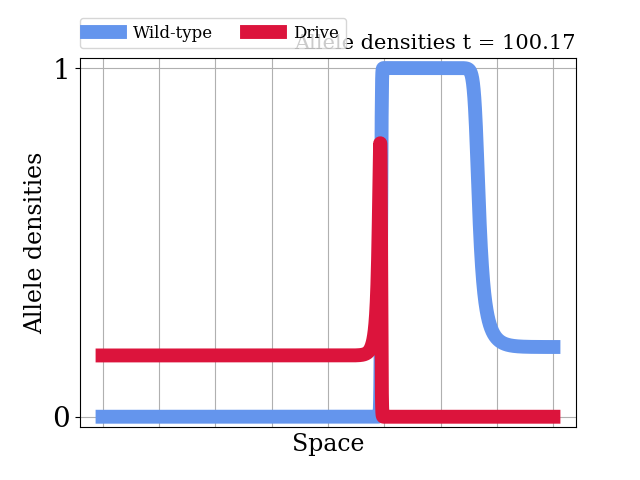 Wild-type Drive
Allele densities t = 100.17
1
Allele densities
0
Space